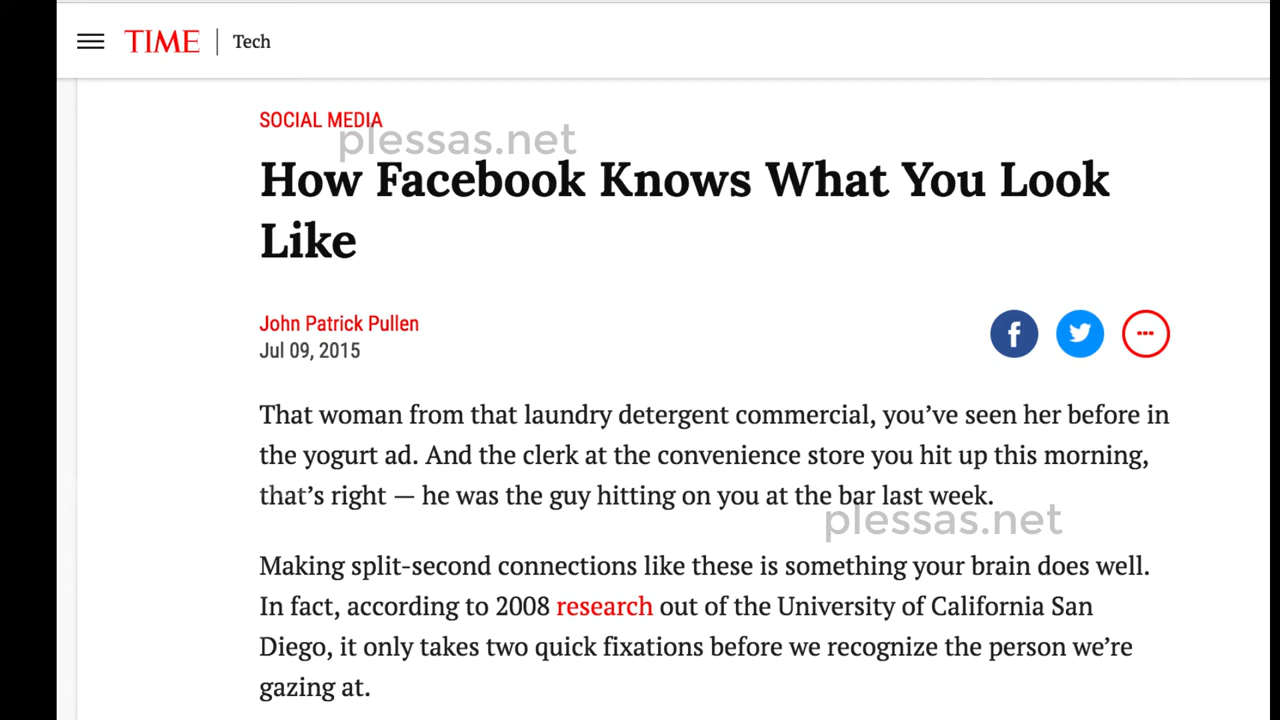 TIME | Tech
SOCIAL MEDIA
plessas.net
How Facebook Knows What You Look
Like
John Patrick Pullen
Jul 09, 2015
That woman from that laundry detergent commercial, you’ve seen her before in
the yogurt ad. And the clerk at the convenience store you hit up this morning,
that’s right — he was the guy hitting on you at the bar last week.
plessas.net
Making split-second connections like these is something your brain does well.
In fact, according to 2008 research out of the University of California San
Diego, it only takes two quick fixations before we recognize the person we’re
gazing at.